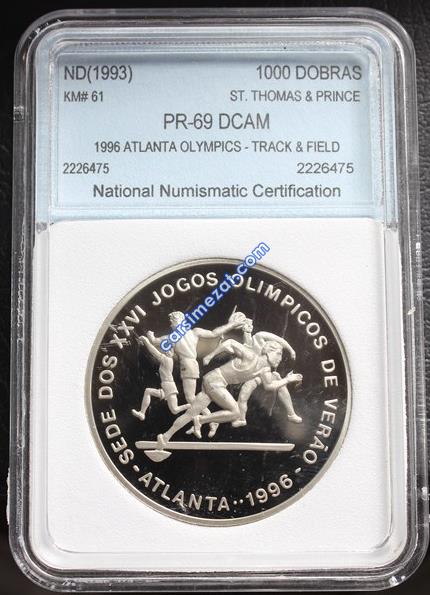 ND(1993) 1000 DOBRAS
KM# 61 ST. THOMAS & PRINCE
PR-69 DCAM
1996 ATLANTA OLYMPICS - TRACK & FIELD
2226475 2226475
National Numismatic Certification
SEDE DOS XXVI JOGOS OLIMPICOS DE VERÃO
- ATLANTA··1996 -
carsimezat.com